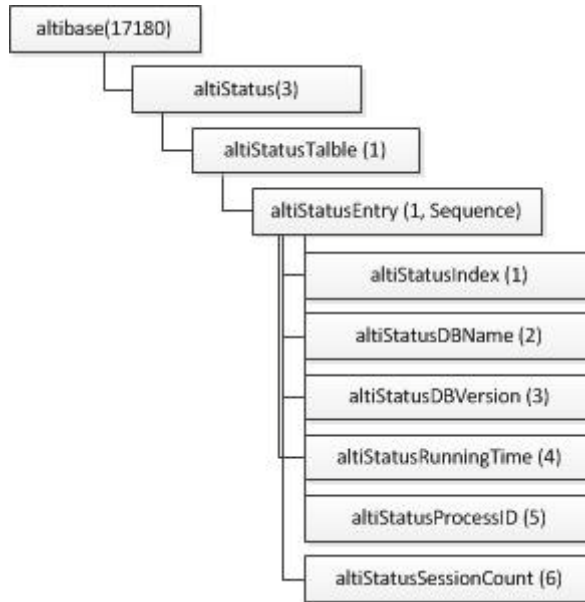 altibase(17180)
altiStatus(3)
altiStatusTalble (1)
altiStatusEntry (1, Sequence)
altiStatusIndex (1)
altiStatusDBName (2)
altiStatusDBVersion (3)
altiStatusRunningTime (4)
altiStatusProcessID (5)
altiStatusSessionCount (6)